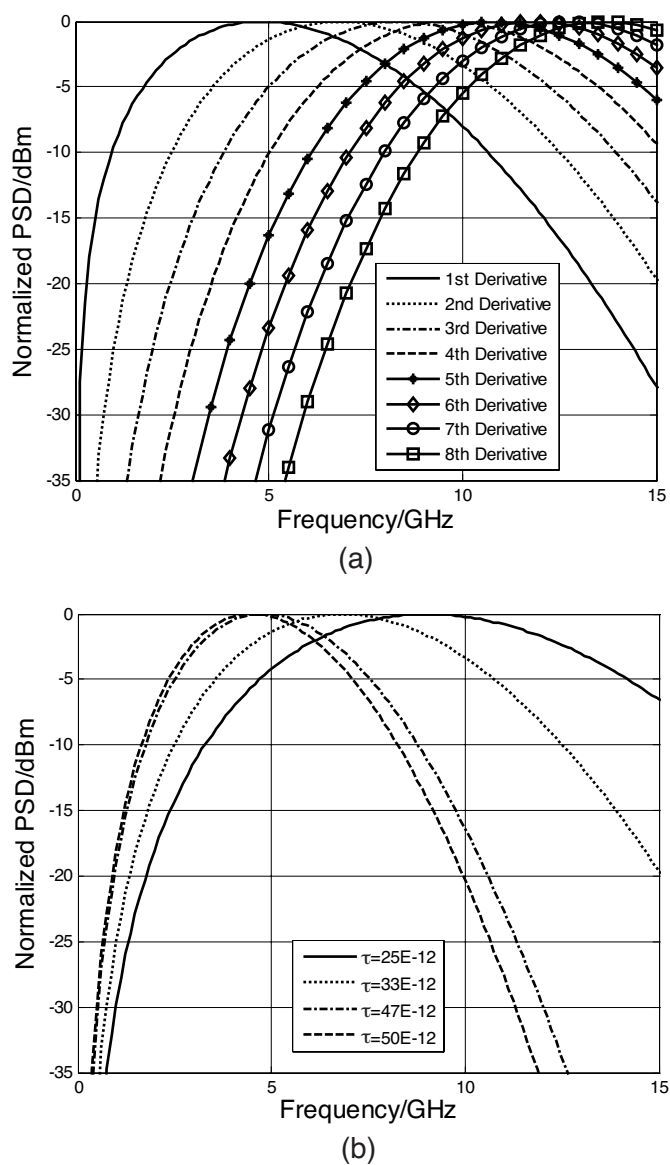 0
-5
-10
-15
-20
-25
-30
-35
Normalized PSD/dBm
1st Derivative
2nd Derivative
3rd Derivative
4th Derivative
5th Derivative
6th Derivative
7th Derivative
8th Derivative
0 5 10 15
Frequency/GHz
(a)
0
-5
-10
-15
-20
-25
-30
-35
Normalized PSD/dBm
τ=25E-12
τ=33E-12
τ=47E-12
τ=50E-12
0 5 10 15
Frequency/GHz
(b)